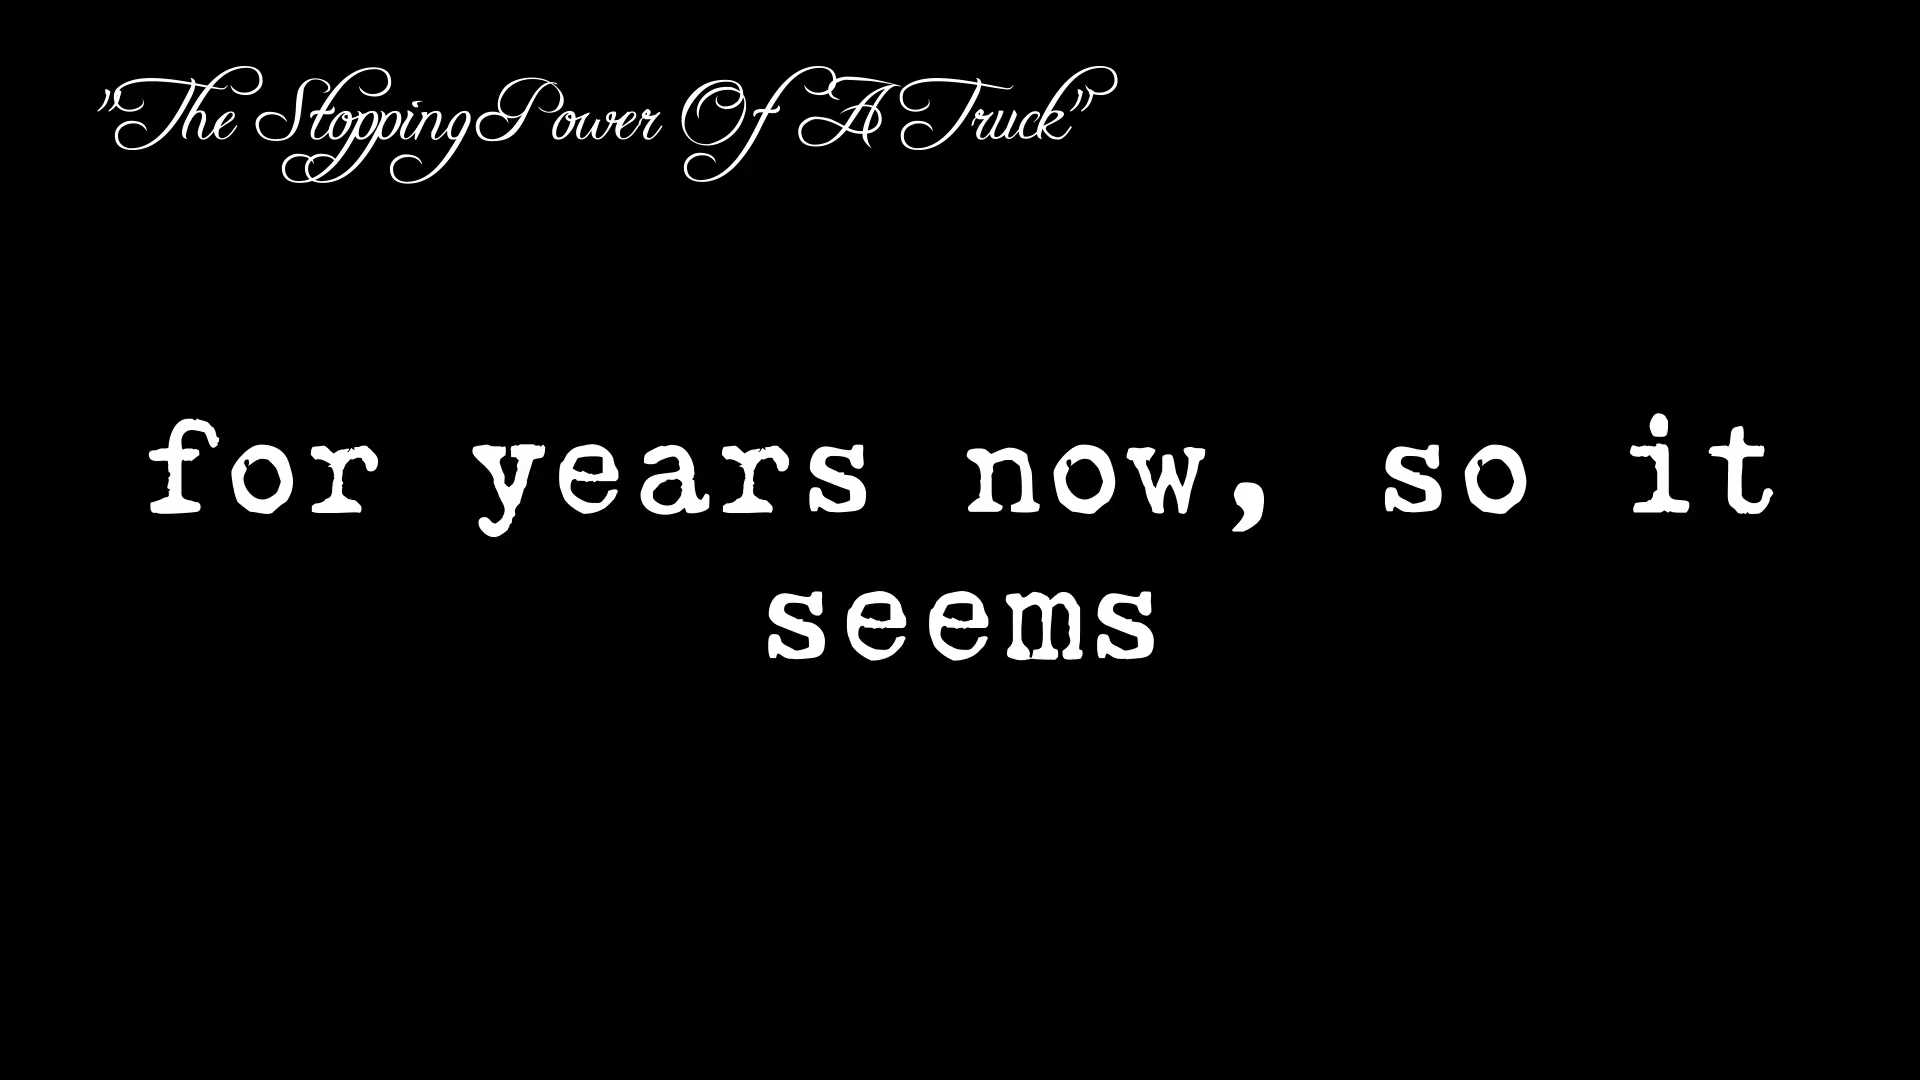 "The Stopping Power Of A Truck"
for years now, so it
seems